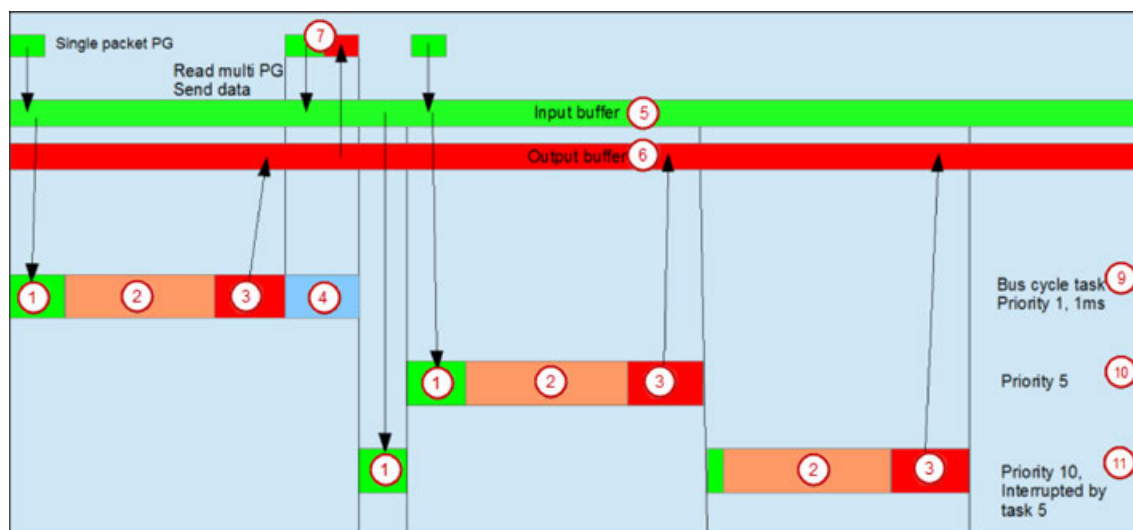 7
Single packet PG
Read multi PG
Send data
Input buffer 5
Output buffer 6
1 2 3 4
Bus cycle task 9
Priority 1, 1ms
1 2 3
Priority 5 10
1 2 3
Priority 10, 11
Interrupted by
task 5